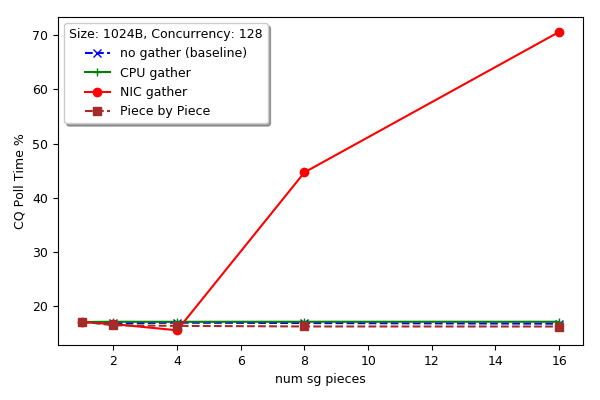 Size: 1024B, Concurrency: 128
no gather (baseline)
CPU gather
NIC gather
Piece by Piece
CQ Poll Time %
70
60
50
40
30
20
2 4 6 8 10 12 14 16
num sg pieces